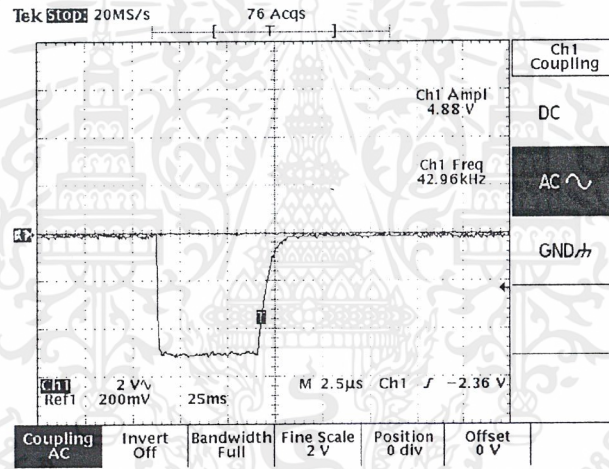 Tek Stop: 20MS/s 76 Acqs
T
Ch1 Coupling
Ch1 Ampl
4.88 V
DC
Ch1 Freq
42.96kHz
AC
GND
T
Ch1 2 V M 2.5µs Ch1 -2.36 V
Ref1 200mV 25ms
Coupling AC
Invert Off
Bandwidth Full
Fine Scale 2 V
Position 0 div
Offset 0 V